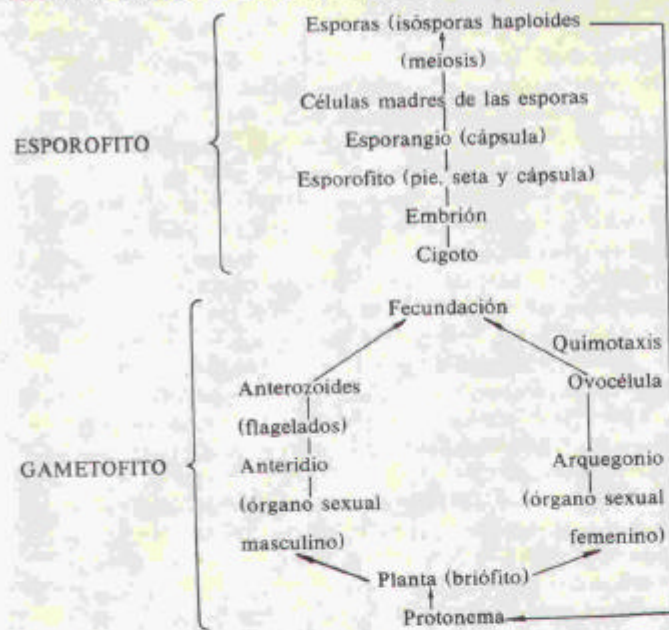 Esporas (isósporas haploides
(meiosis)
Células madres de las esporas
ESPOROFITO
Esporangio (cápsula)
Esporofito (pie, seta y cápsula)
Embrión
Cigoto
Fecundación
Quimotaxis
Anterozoides
Ovocélula
(flagelados)
GAMETOFITO
Anteridio
Arquegonio
(órgano sexual
(órgano sexual
masculino)
femenino)
Planta (briófito)
Protonema